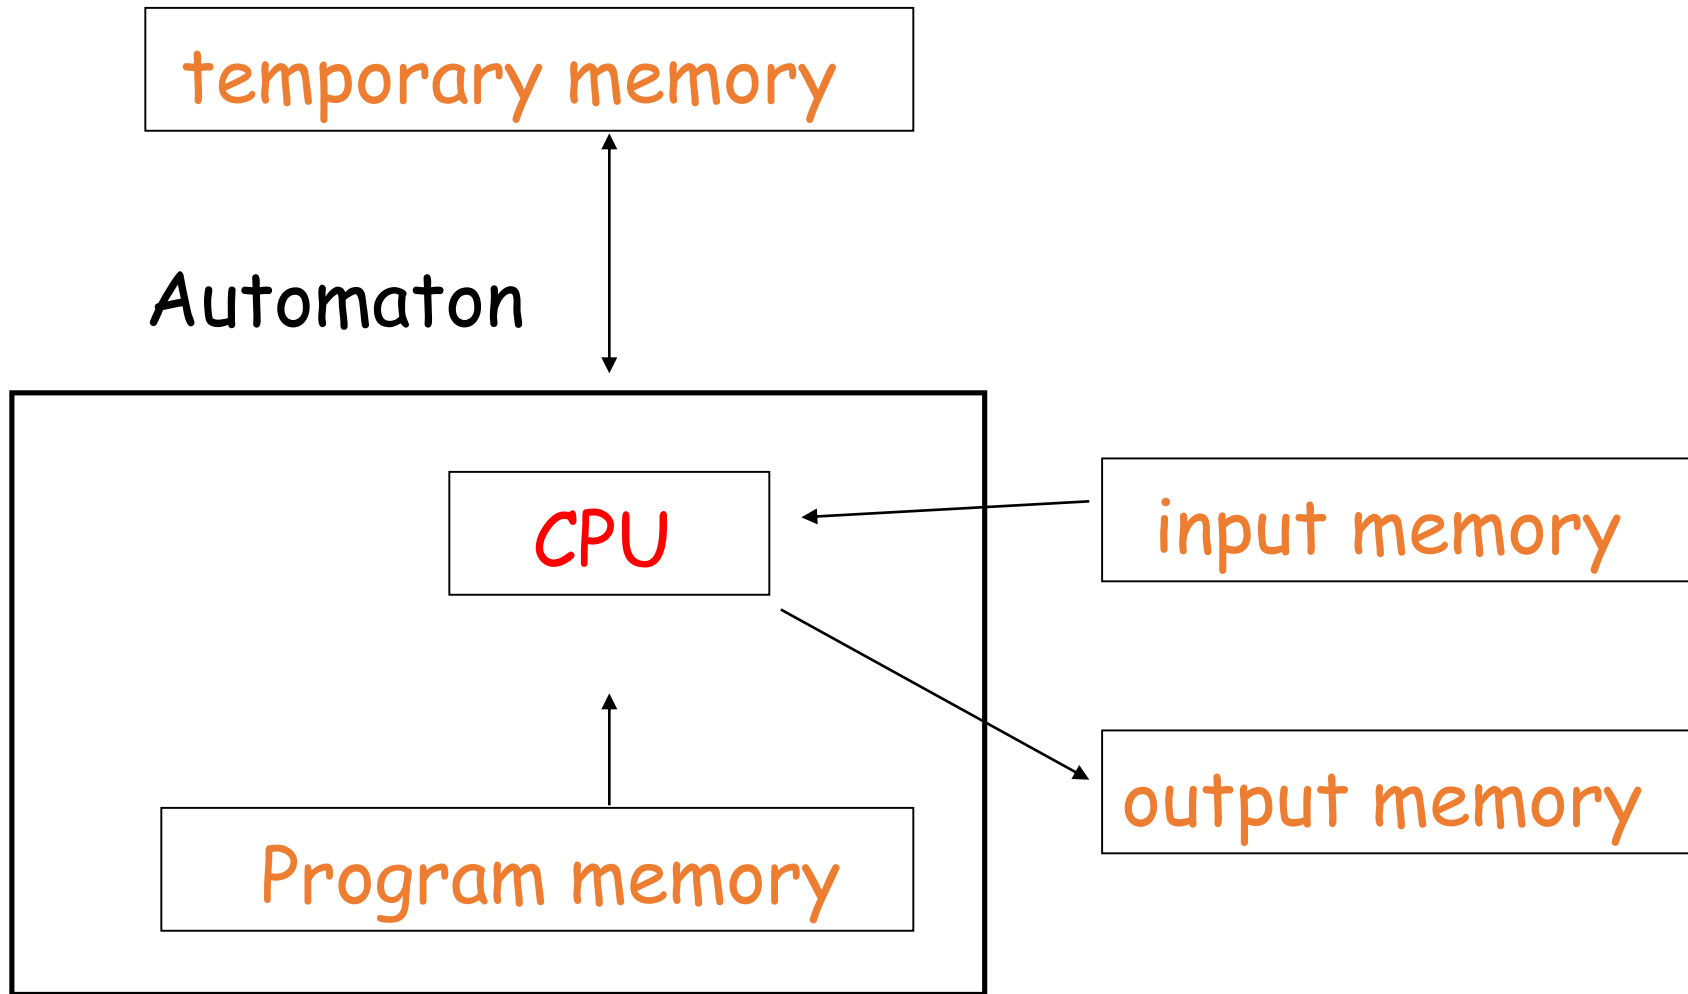 temporary memory
Automaton
CPU
input memory
output memory
Program memory